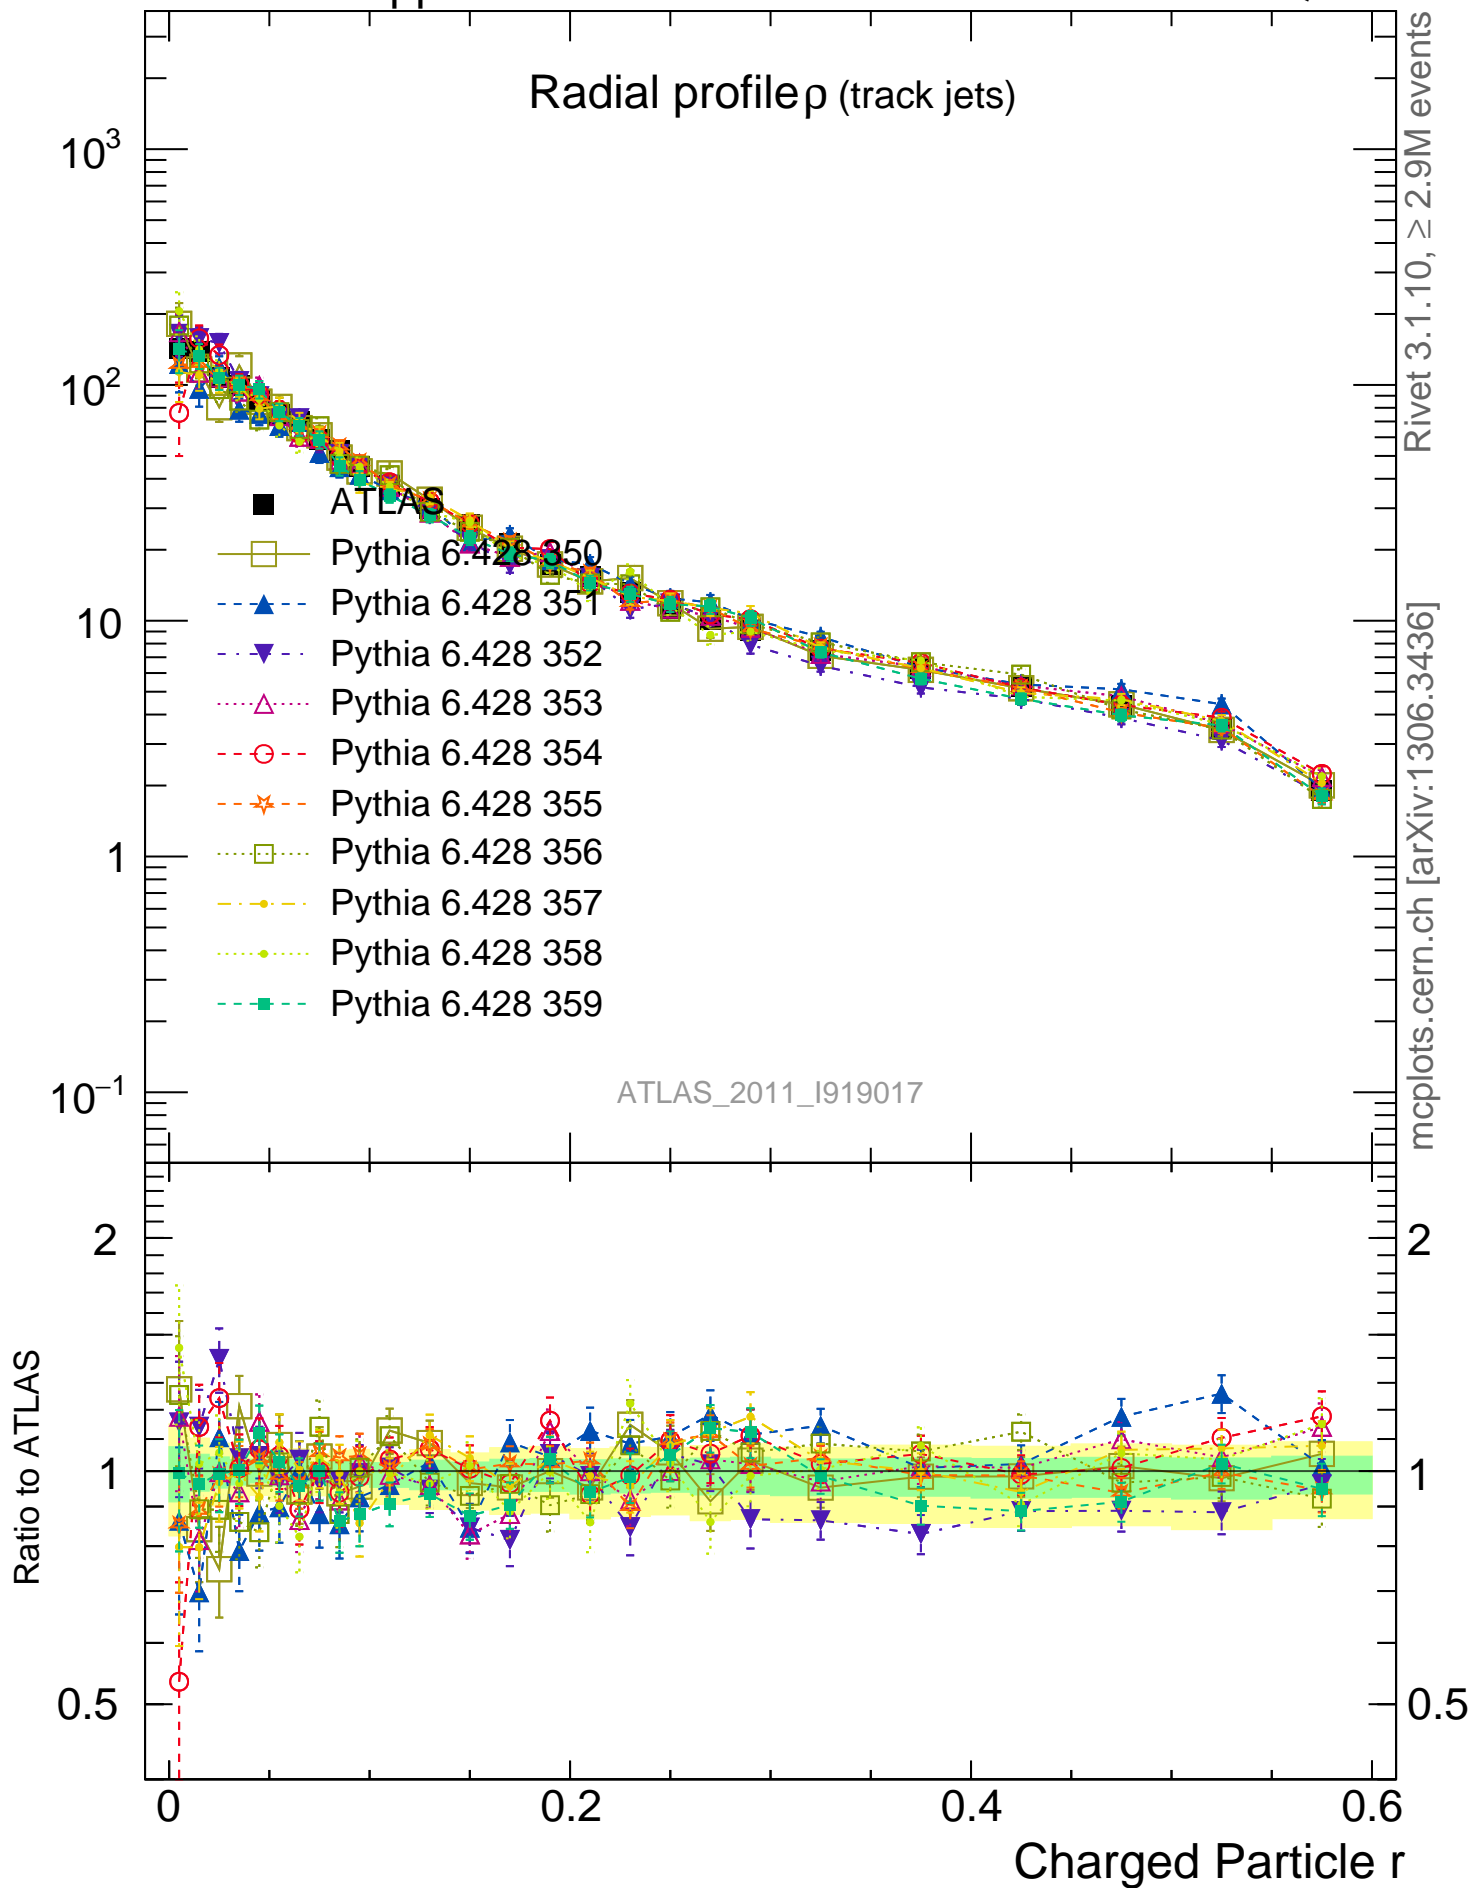 Radial profile ρ (track jets)
10³
10²
10
1
10⁻¹
ATLAS
Pythia 6.428 350
Pythia 6.428 351
Pythia 6.428 352
Pythia 6.428 353
Pythia 6.428 354
Pythia 6.428 355
Pythia 6.428 356
Pythia 6.428 357
Pythia 6.428 358
Pythia 6.428 359
ATLAS_2011_I919017
Rivet 3.1.10, ≥ 2.9M events
mcplots.cern.ch [arXiv:1306.3436]
Ratio to ATLAS
2
1
0.5
2
1
0.5
0
0.2
0.4
0.6
Charged Particle r